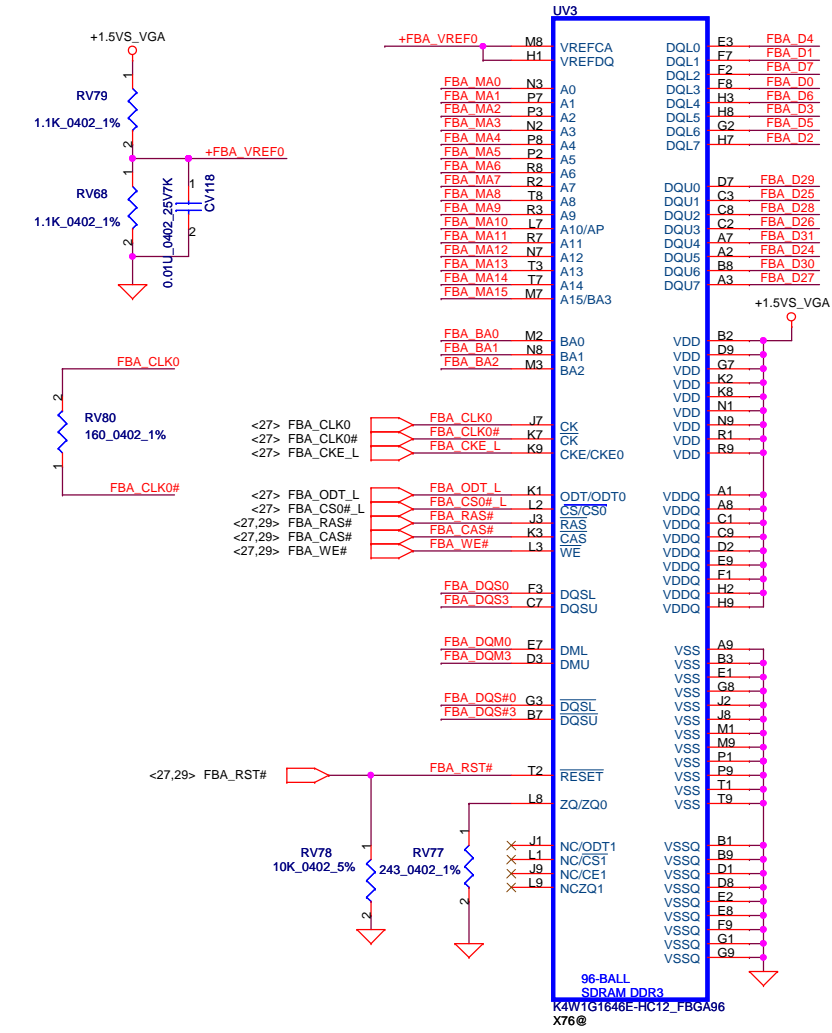 UV3
+1.5VS_VGA
1
RV79
1.1K_0402_1%
2
+FBA_VREF0
1
RV68
1.1K_0402_1%
2
1
CV118
0.01U_0402_25V7K
2
FBA_CLK0
2
RV80
160_0402_1%
1
FBA_CLK0#
+FBA_VREF0 M8 VREFCA
H1 VREFDQ
FBA_MA0 N3 A0
FBA_MA1 P7 A1
FBA_MA2 P3 A2
FBA_MA3 N2 A3
FBA_MA4 P8 A4
FBA_MA5 P2 A5
FBA_MA6 R8 A6
FBA_MA7 R2 A7
FBA_MA8 T8 A8
FBA_MA9 R3 A9
FBA_MA10 L7 A10/AP
FBA_MA11 R7 A11
FBA_MA12 N7 A12
FBA_MA13 T3 A13
FBA_MA14 T7 A14
FBA_MA15 M7 A15/BA3
FBA_BA0 M2 BA0
FBA_BA1 N8 BA1
FBA_BA2 M3 BA2
<27> FBA_CLK0 FBA_CLK0 J7 CK
<27> FBA_CLK0# FBA_CLK0# K7 CK
<27> FBA_CKE_L FBA_CKE_L K9 CKE/CKE0
<27> FBA_ODT_L FBA_ODT_L K1 ODT/ODT0
<27> FBA_CS0#_L FBA_CS0#_L L2 CS/CS0
<27,29> FBA_RAS# FBA_RAS# J3 RAS
<27,29> FBA_CAS# FBA_CAS# K3 CAS
<27,29> FBA_WE# FBA_WE# L3 WE
FBA_DQS0 F3 DQSL
FBA_DQS3 C7 DQSU
FBA_DQM0 E7 DML
FBA_DQM3 D3 DMU
FBA_DQS#0 G3 DQSL
FBA_DQS#3 B7 DQSU
<27,29> FBA_RST# FBA_RST# T2 RESET
L8 ZQ/ZQ0
1
RV78
10K_0402_5%
2
1
RV77
243_0402_1%
2
J1 NC/ODT1
L1 NC/CS1
J9 NC/CE1
L9 NCZQ1
DQL0 E3 FBA_D4
DQL1 F7 FBA_D1
DQL2 F2 FBA_D7
DQL3 F8 FBA_D0
DQL4 H3 FBA_D6
DQL5 H8 FBA_D3
DQL6 G2 FBA_D5
DQL7 H7 FBA_D2
DQU0 D7 FBA_D29
DQU1 C3 FBA_D25
DQU2 C8 FBA_D28
DQU3 C2 FBA_D26
DQU4 A7 FBA_D31
DQU5 A2 FBA_D24
DQU6 B8 FBA_D30
DQU7 A3 FBA_D27
+1.5VS_VGA
VDD B2
VDD D9
VDD G7
VDD K2
VDD K8
VDD N1
VDD N9
VDD R1
VDD R9
VDDQ A1
VDDQ A8
VDDQ C1
VDDQ C9
VDDQ D2
VDDQ E9
VDDQ F1
VDDQ H2
VDDQ H9
VSS A9
VSS B3
VSS E1
VSS G8
VSS J2
VSS J8
VSS M1
VSS M9
VSS P1
VSS P9
VSS T1
VSS T9
VSSQ B1
VSSQ B9
VSSQ D1
VSSQ D8
VSSQ E2
VSSQ E8
VSSQ F9
VSSQ G1
VSSQ G9
96-BALL
SDRAM DDR3
K4W1G1646E-HC12_FBGA96
X76@